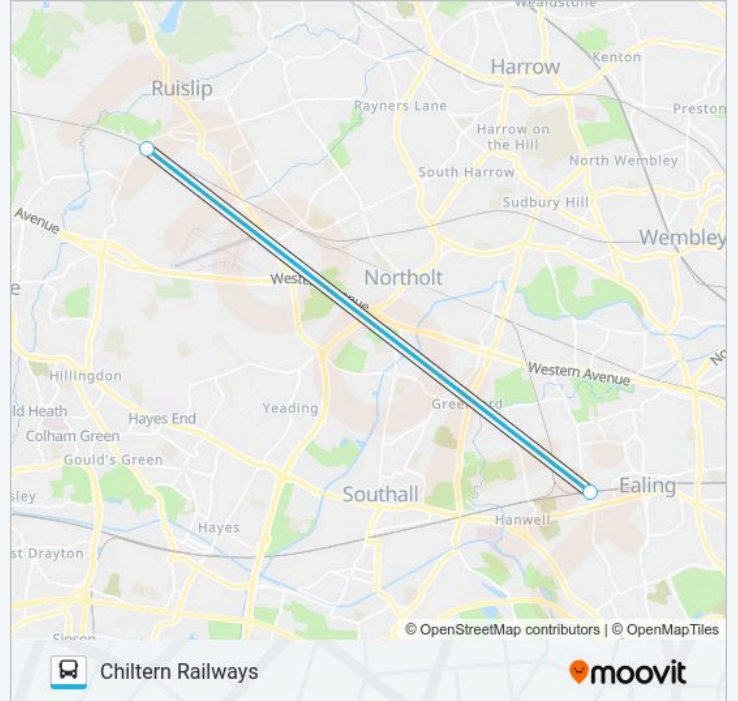 Wealdstone
Ruislip
Harrow
Kenton
Rayners Lane
Preston
Harrow on
the Hill
North Wembley
South Harrow
Sudbury Hill
Avenue
Wembley
Northolt
Western Avenue
Western Avenue
Hillingdon
Yeading
Hayes End
Colham Green
Gould's Green
Southall
Ealing
Hanwell
Hayes
© OpenStreetMap contributors | © OpenMapTiles
Chiltern Railways
moovit